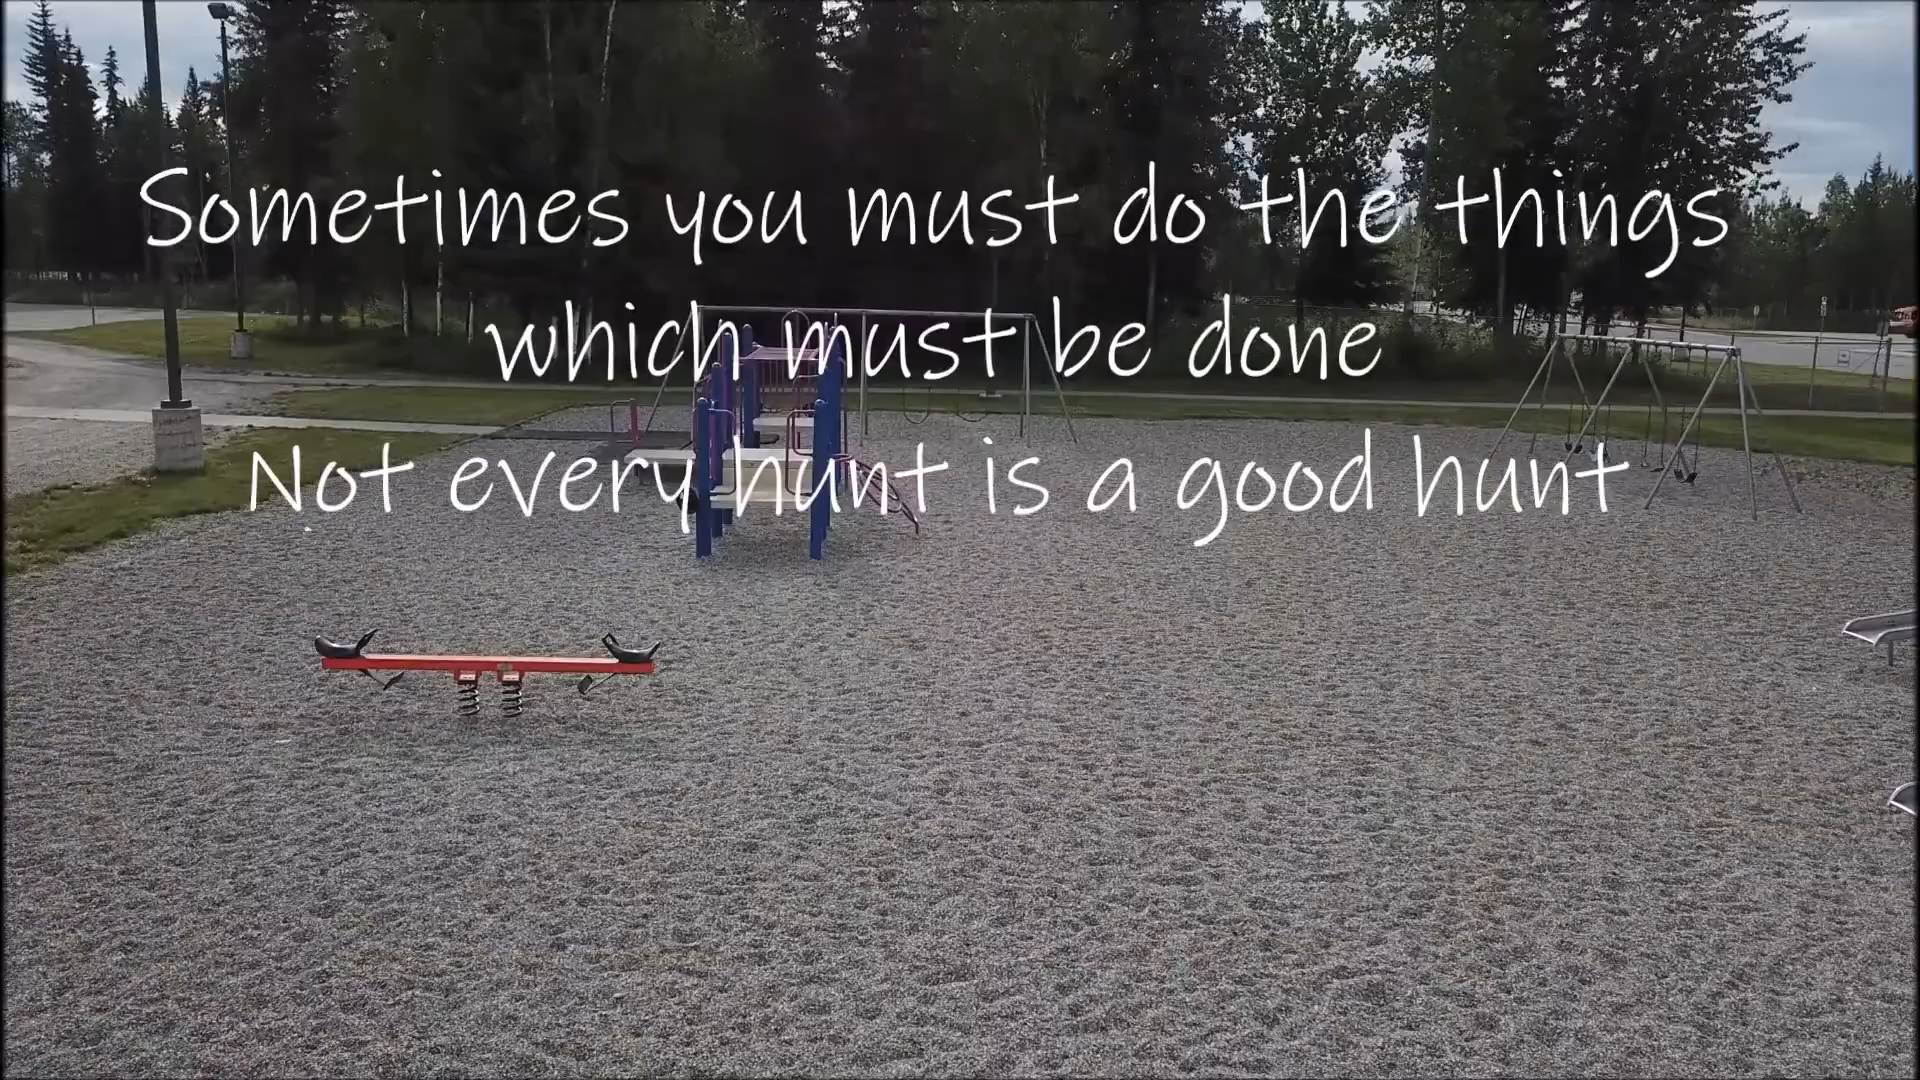 Sometimes you must do the things
which must be done
Not every hunt is a good hunt